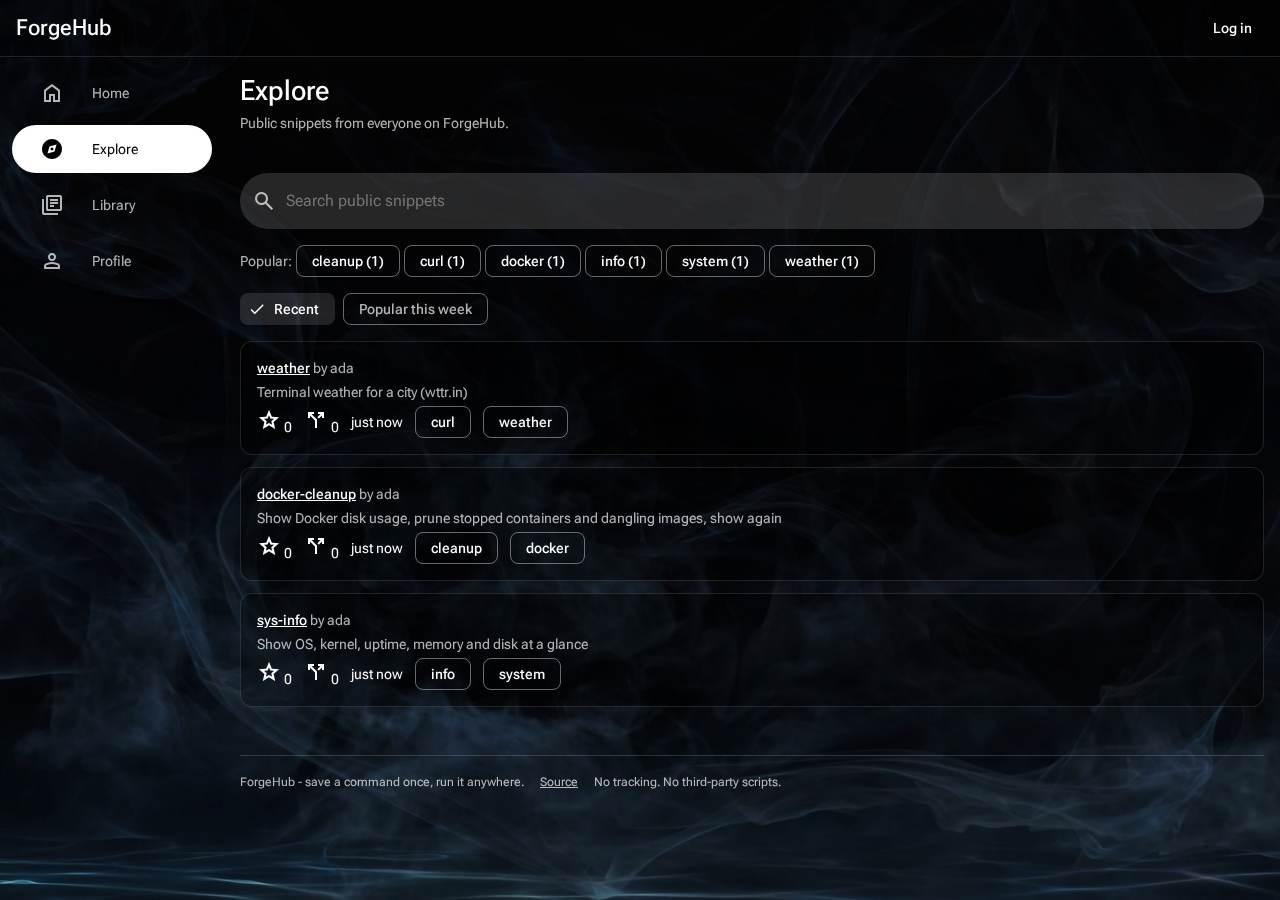 ForgeHub
Log in
Home
Explore
Library
Profile
Explore
Public snippets from everyone on ForgeHub.
Search public snippets
Popular: cleanup (1) curl (1) docker (1) info (1) system (1) weather (1)
Recent Popular this week
weather by ada
Terminal weather for a city (wttr.in)
0 0 just now curl weather
docker-cleanup by ada
Show Docker disk usage, prune stopped containers and dangling images, show again
0 0 just now cleanup docker
sys-info by ada
Show OS, kernel, uptime, memory and disk at a glance
0 0 just now info system
ForgeHub - save a command once, run it anywhere. Source No tracking. No third-party scripts.